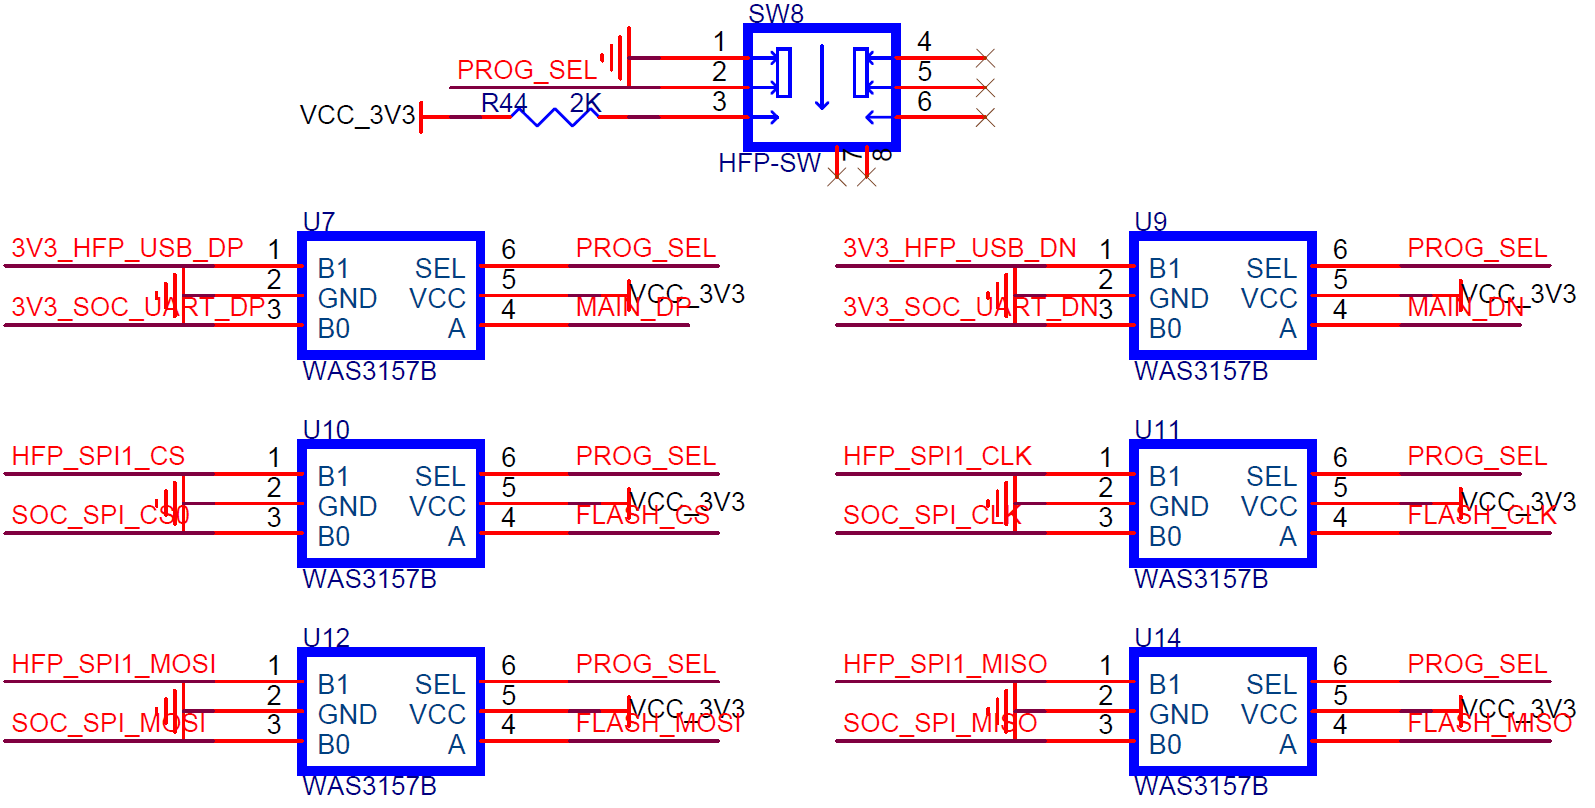 SW8
1 4
PROG_SEL 2 5
VCC_3V3 R44 2K 3 6
HFP-SW 7 8
U7
3V3_HFP_USB_DP 1 B1 SEL 6 PROG_SEL
2 GND VCC 5 VCC_3V3
3V3_SOC_UART_DP 3 B0 A 4 MAIN_DP
WAS3157B
U9
3V3_HFP_USB_DN 1 B1 SEL 6 PROG_SEL
2 GND VCC 5 VCC_3V3
3V3_SOC_UART_DN 3 B0 A 4 MAIN_DN
WAS3157B
U10
HFP_SPI1_CS 1 B1 SEL 6 PROG_SEL
2 GND VCC 5 VCC_3V3
SOC_SPI_CS0 3 B0 A 4 FLASH_CS
WAS3157B
U11
HFP_SPI1_CLK 1 B1 SEL 6 PROG_SEL
2 GND VCC 5 VCC_3V3
SOC_SPI_CLK 3 B0 A 4 FLASH_CLK
WAS3157B
U12
HFP_SPI1_MOSI 1 B1 SEL 6 PROG_SEL
2 GND VCC 5 VCC_3V3
SOC_SPI_MOSI 3 B0 A 4 FLASH_MOSI
WAS3157B
U14
HFP_SPI1_MISO 1 B1 SEL 6 PROG_SEL
2 GND VCC 5 VCC_3V3
SOC_SPI_MISO 3 B0 A 4 FLASH_MISO
WAS3157B